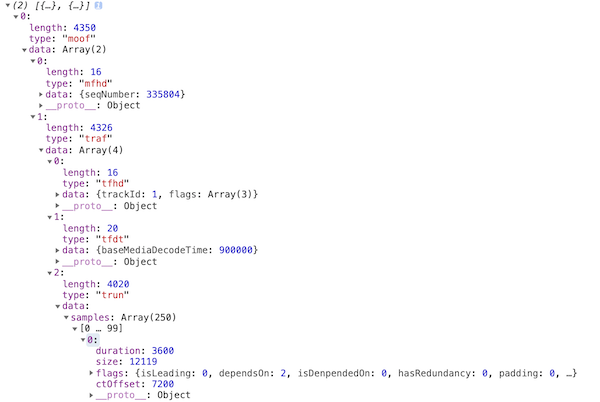 (2) [{…}, {…}] i
0:
length: 4350
type: "moof"
data: Array(2)
0:
length: 16
type: "mfhd"
data: {seqNumber: 335804}
__proto__: Object
1:
length: 4326
type: "traf"
data: Array(4)
0:
length: 16
type: "tfhd"
data: {trackId: 1, flags: Array(3)}
__proto__: Object
1:
length: 20
type: "tfdt"
data: {baseMediaDecodeTime: 900000}
__proto__: Object
2:
length: 4020
type: "trun"
data:
samples: Array(250)
[0 … 99]
0:
duration: 3600
size: 12119
flags: {isLeading: 0, dependsOn: 2, isDenpendedOn: 0, hasRedundancy: 0, padding: 0, …}
ctOffset: 7200
__proto__: Object